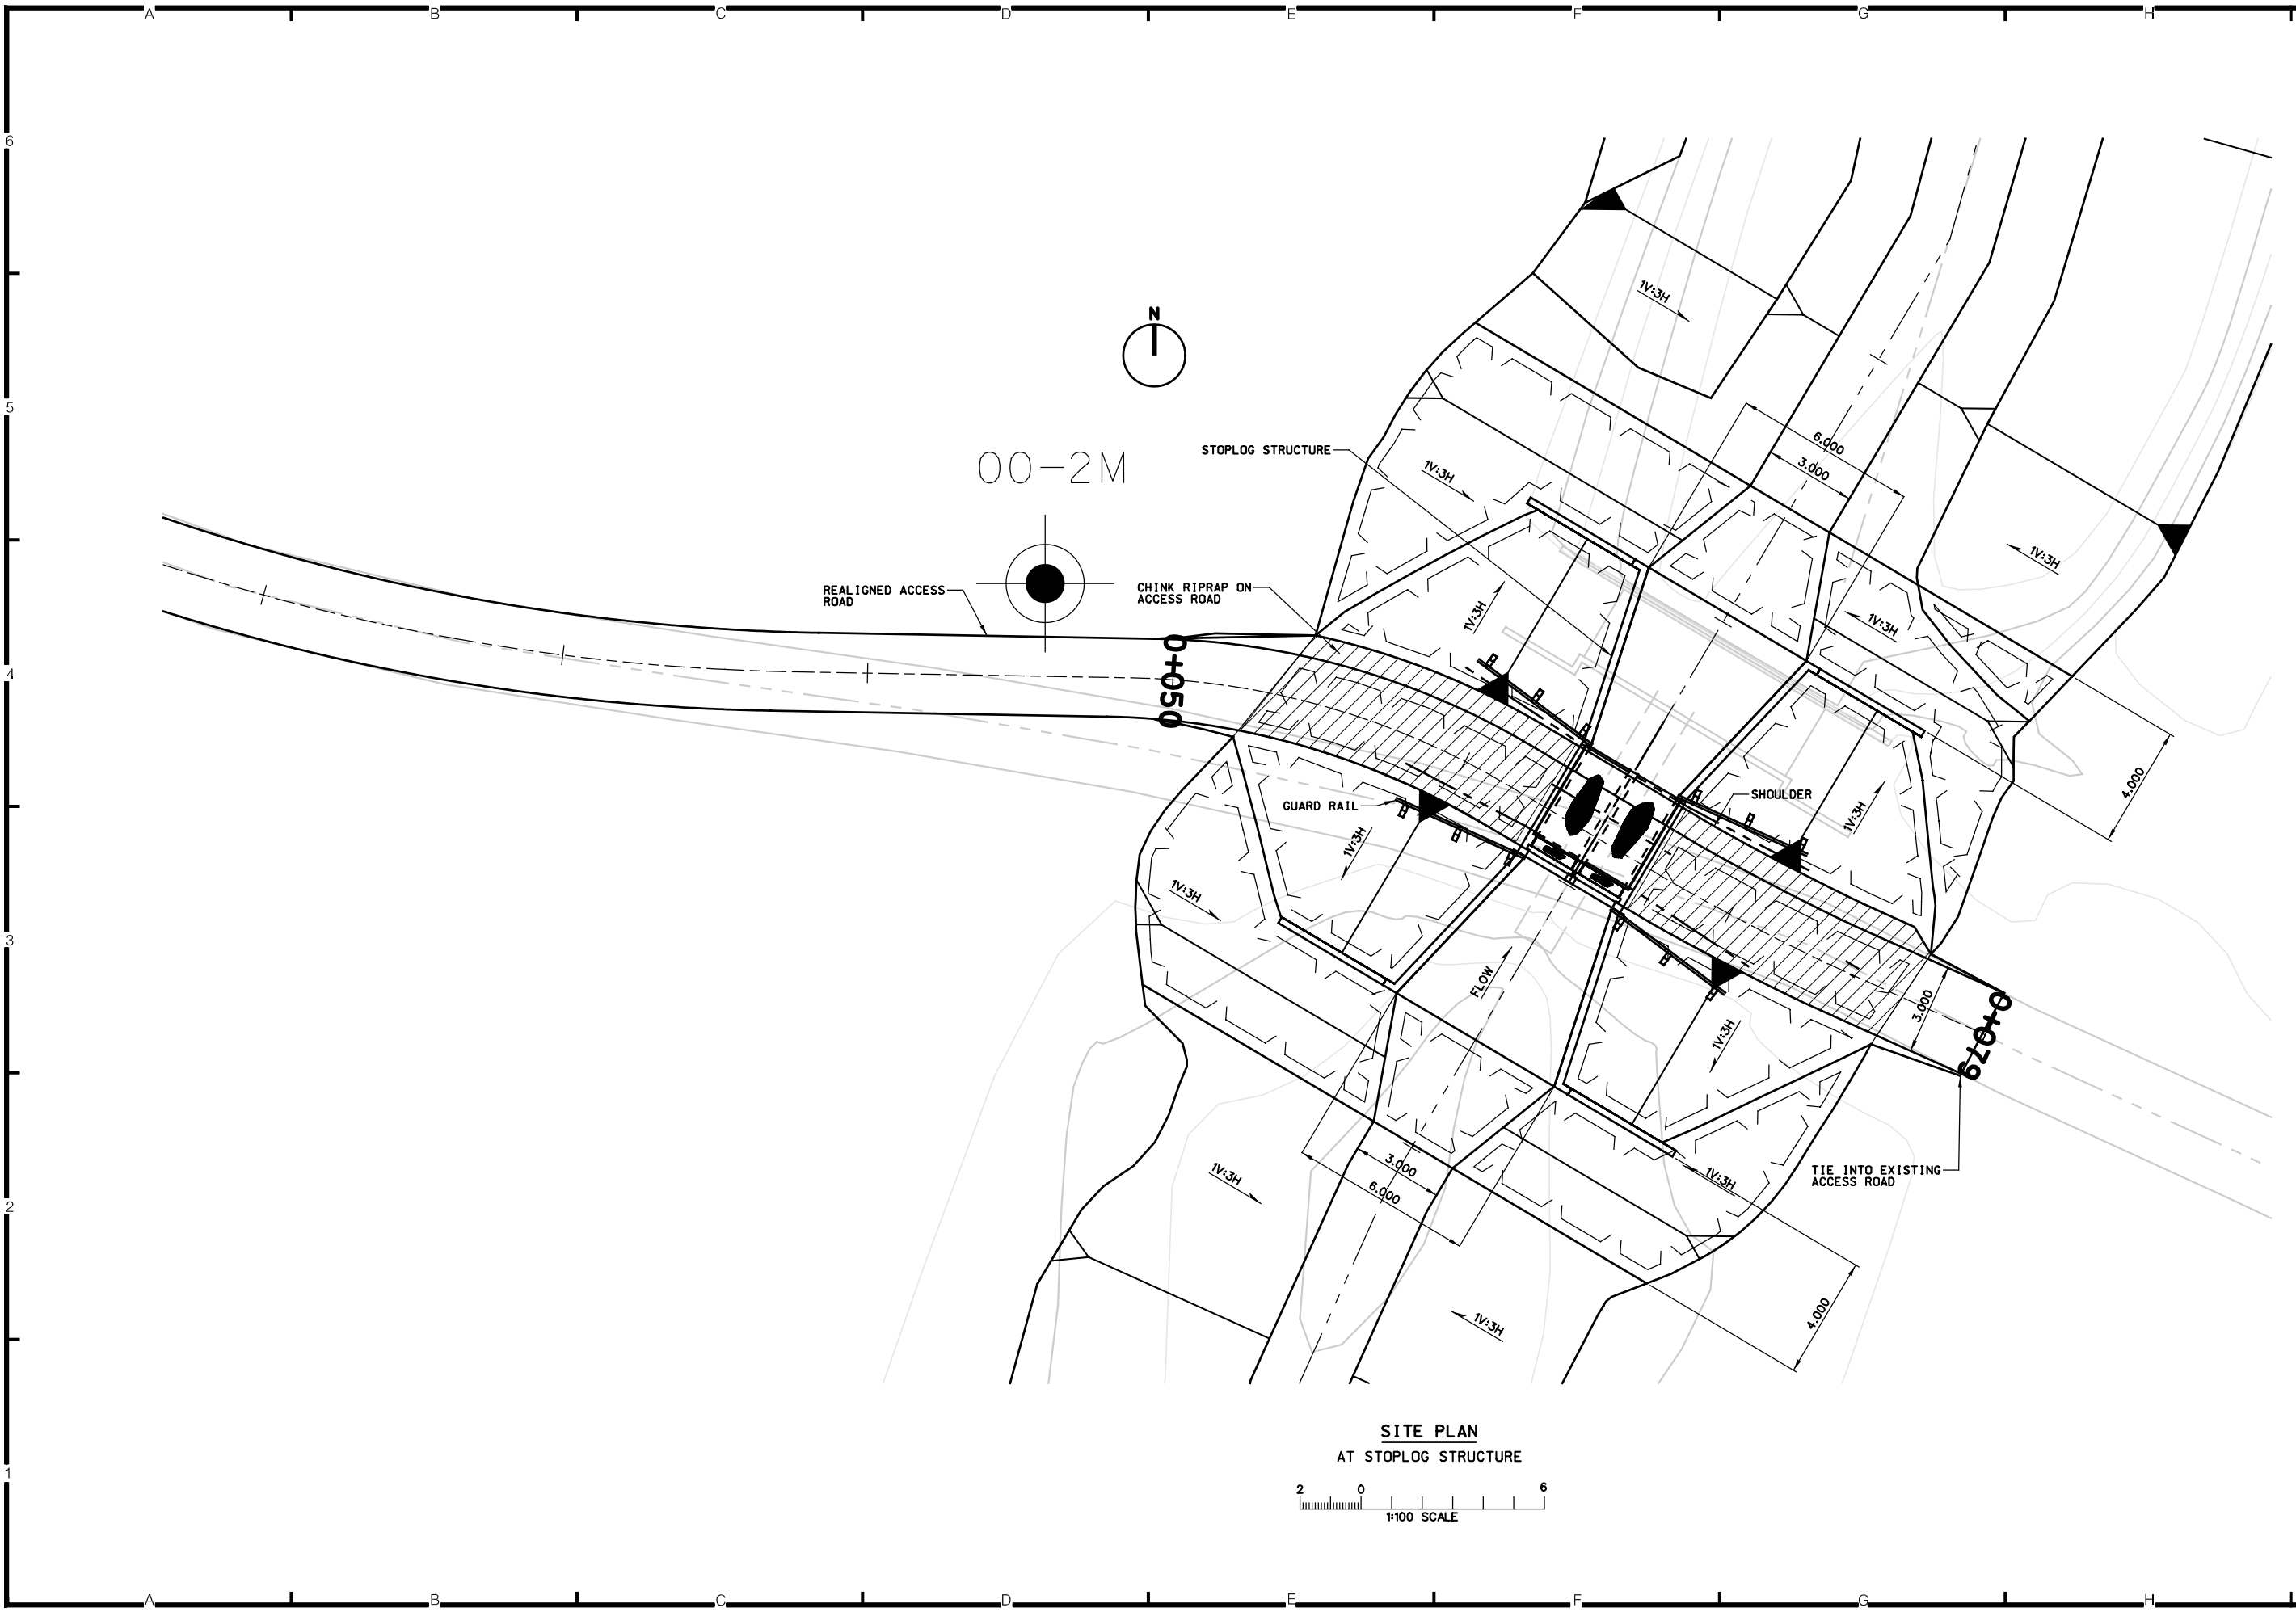 A B C D E F G H
6
1V:3H
N
5
6.000
STOPLOG STRUCTURE
00-2M
1V:3H
3.000
1V:3H
REALIGNED ACCESS
ROAD
CHINK RIPRAP ON
ACCESS ROAD
1V:3H
1V:3H
4
0+050
4.000
GUARD RAIL
SHOULDER
1V:3H
1V:3H
1V:3H
3
FLOW
3.000
0+079
1V:3H
3.000
6.000
1V:3H
1V:3H
TIE INTO EXISTING
ACCESS ROAD
2
1V:3H
4.000
SITE PLAN
AT STOPLOG STRUCTURE
1
2 0 6
1:100 SCALE
A B C D E F G H